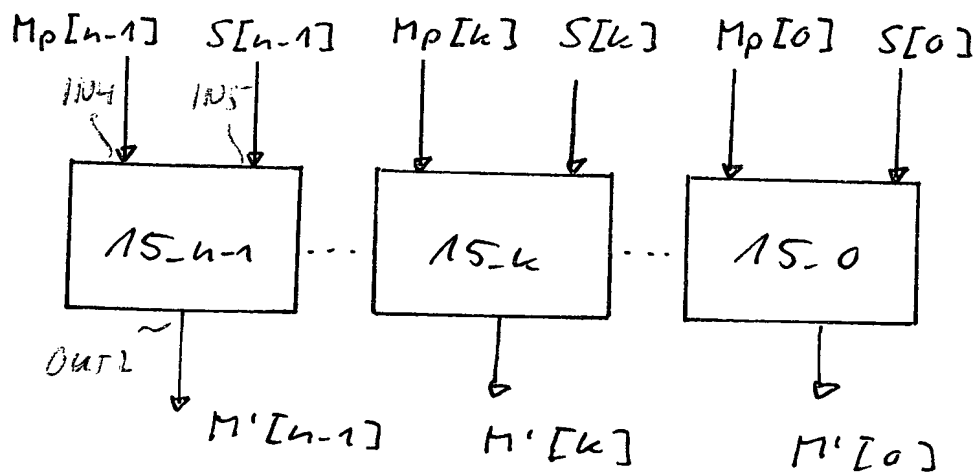 Mp[n-1] S[n-1] Mp[k] S[k] Mp[0] S[0]
IN4 IN5
15_n-1 ... 15_k ... 15_0
OUT2
M'[n-1] M'[k] M'[0]